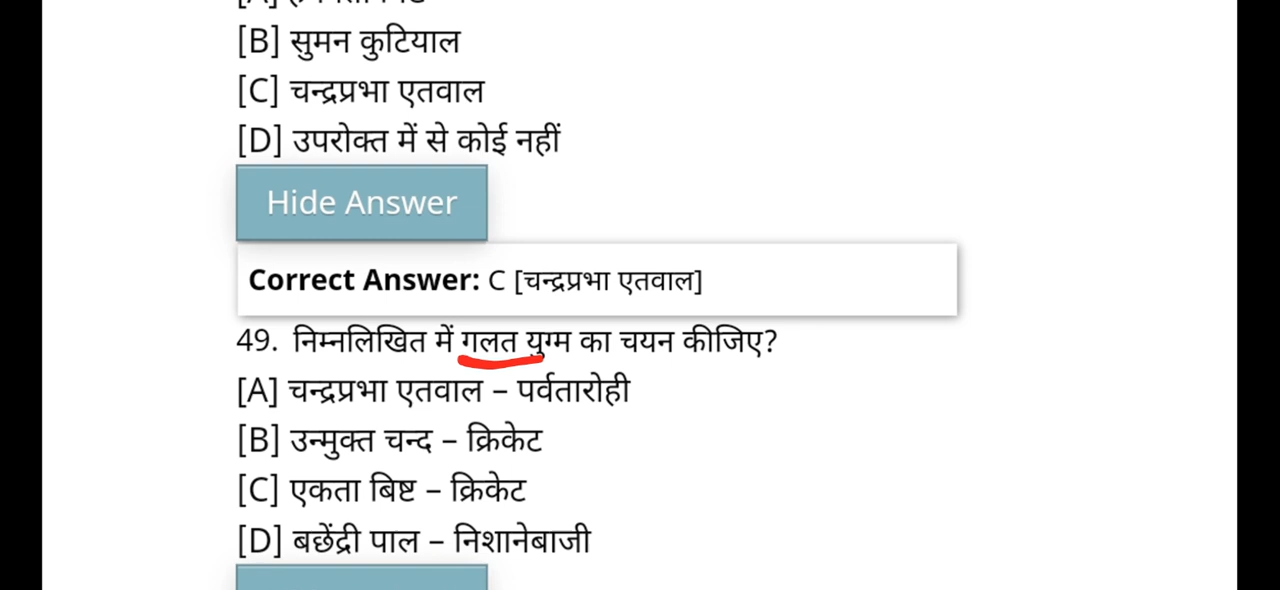 [B] सुमन कुटियाल
[C] चन्द्रप्रभा एतवाल
[D] उपरोक्त में से कोई नहीं
Hide Answer
Correct Answer: C [चन्द्रप्रभा एतवाल]
49. निम्नलिखित में गलत युग्म का चयन कीजिए?
[A] चन्द्रप्रभा एतवाल – पर्वतारोही
[B] उन्मुक्त चन्द – क्रिकेट
[C] एकता बिष्ट – क्रिकेट
[D] बछेंद्री पाल – निशानेबाजी